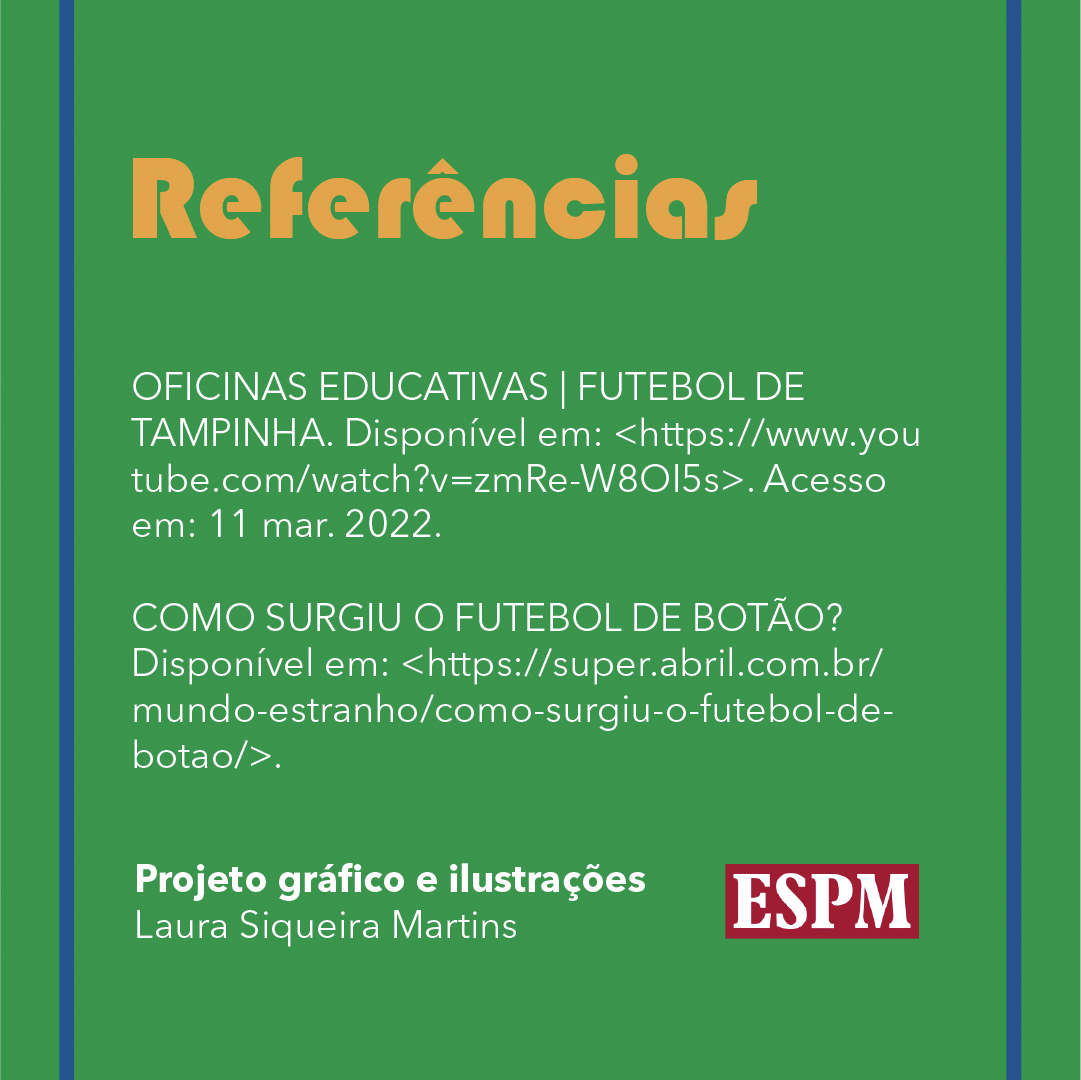 Referências
OFICINAS EDUCATIVAS | FUTEBOL DE
TAMPINHA. Disponível em: <https://www.you
tube.com/watch?v=zmRe-W8OI5s>. Acesso
em: 11 mar. 2022.
COMO SURGIU O FUTEBOL DE BOTÃO?
Disponível em: <https://super.abril.com.br/
mundo-estranho/como-surgiu-o-futebol-de-
botao/>.
Projeto gráfico e ilustrações
Laura Siqueira Martins
ESPM